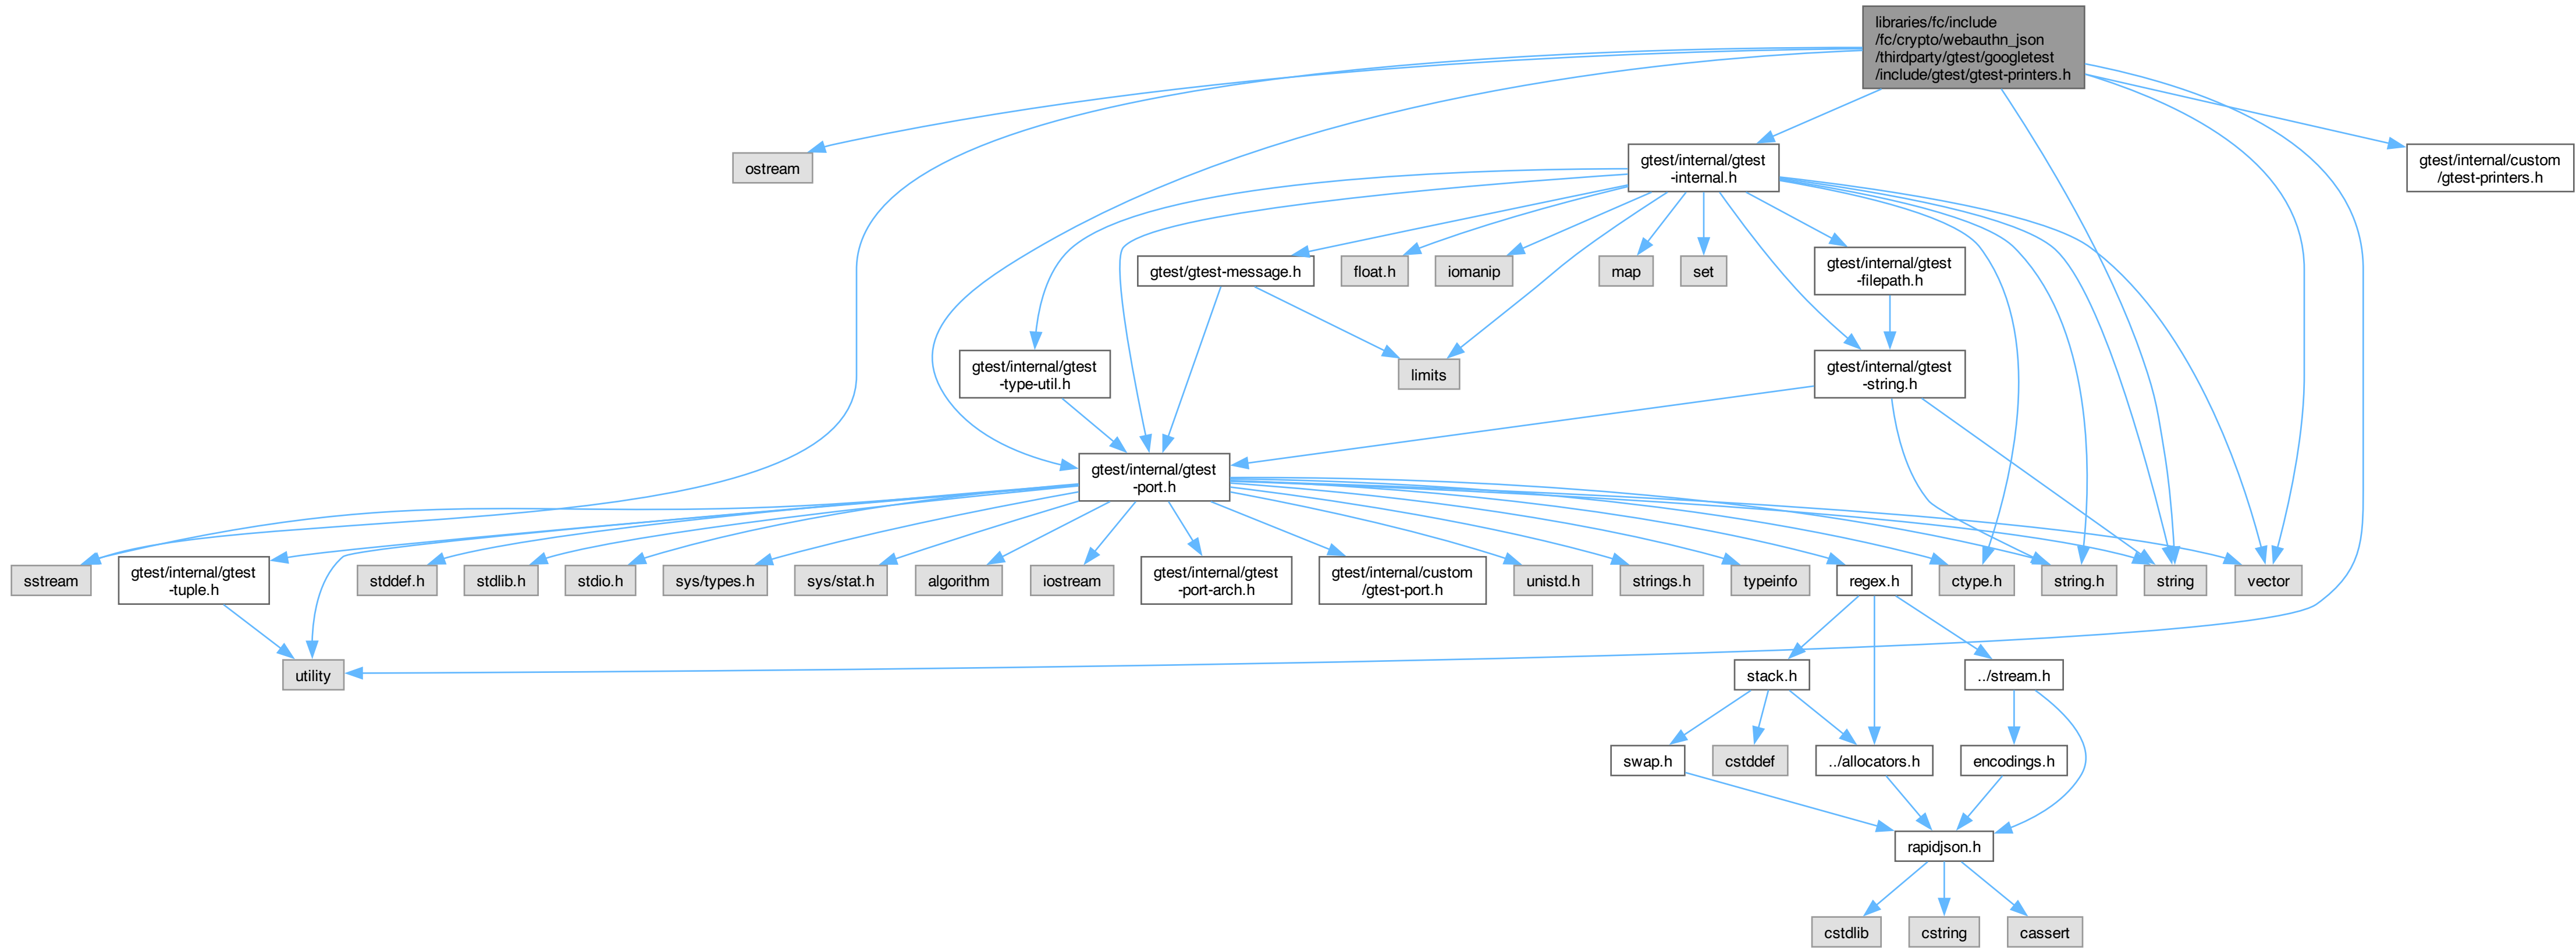 libraries/fc/include
/fc/crypto/webauthn_json
/thirdparty/gtest/googletest
/include/gtest/gtest-printers.h
ostream
gtest/internal/gtest
-internal.h
gtest/internal/custom
/gtest-printers.h
gtest/gtest-message.h
float.h
iomanip
map
set
gtest/internal/gtest
-filepath.h
gtest/internal/gtest
-type-util.h
limits
gtest/internal/gtest
-string.h
gtest/internal/gtest
-port.h
sstream
gtest/internal/gtest
-tuple.h
stddef.h
stdlib.h
stdio.h
sys/types.h
sys/stat.h
algorithm
iostream
gtest/internal/gtest
-port-arch.h
gtest/internal/custom
/gtest-port.h
unistd.h
strings.h
typeinfo
regex.h
ctype.h
string.h
string
vector
utility
stack.h
../stream.h
swap.h
cstddef
../allocators.h
encodings.h
rapidjson.h
cstdlib
cstring
cassert